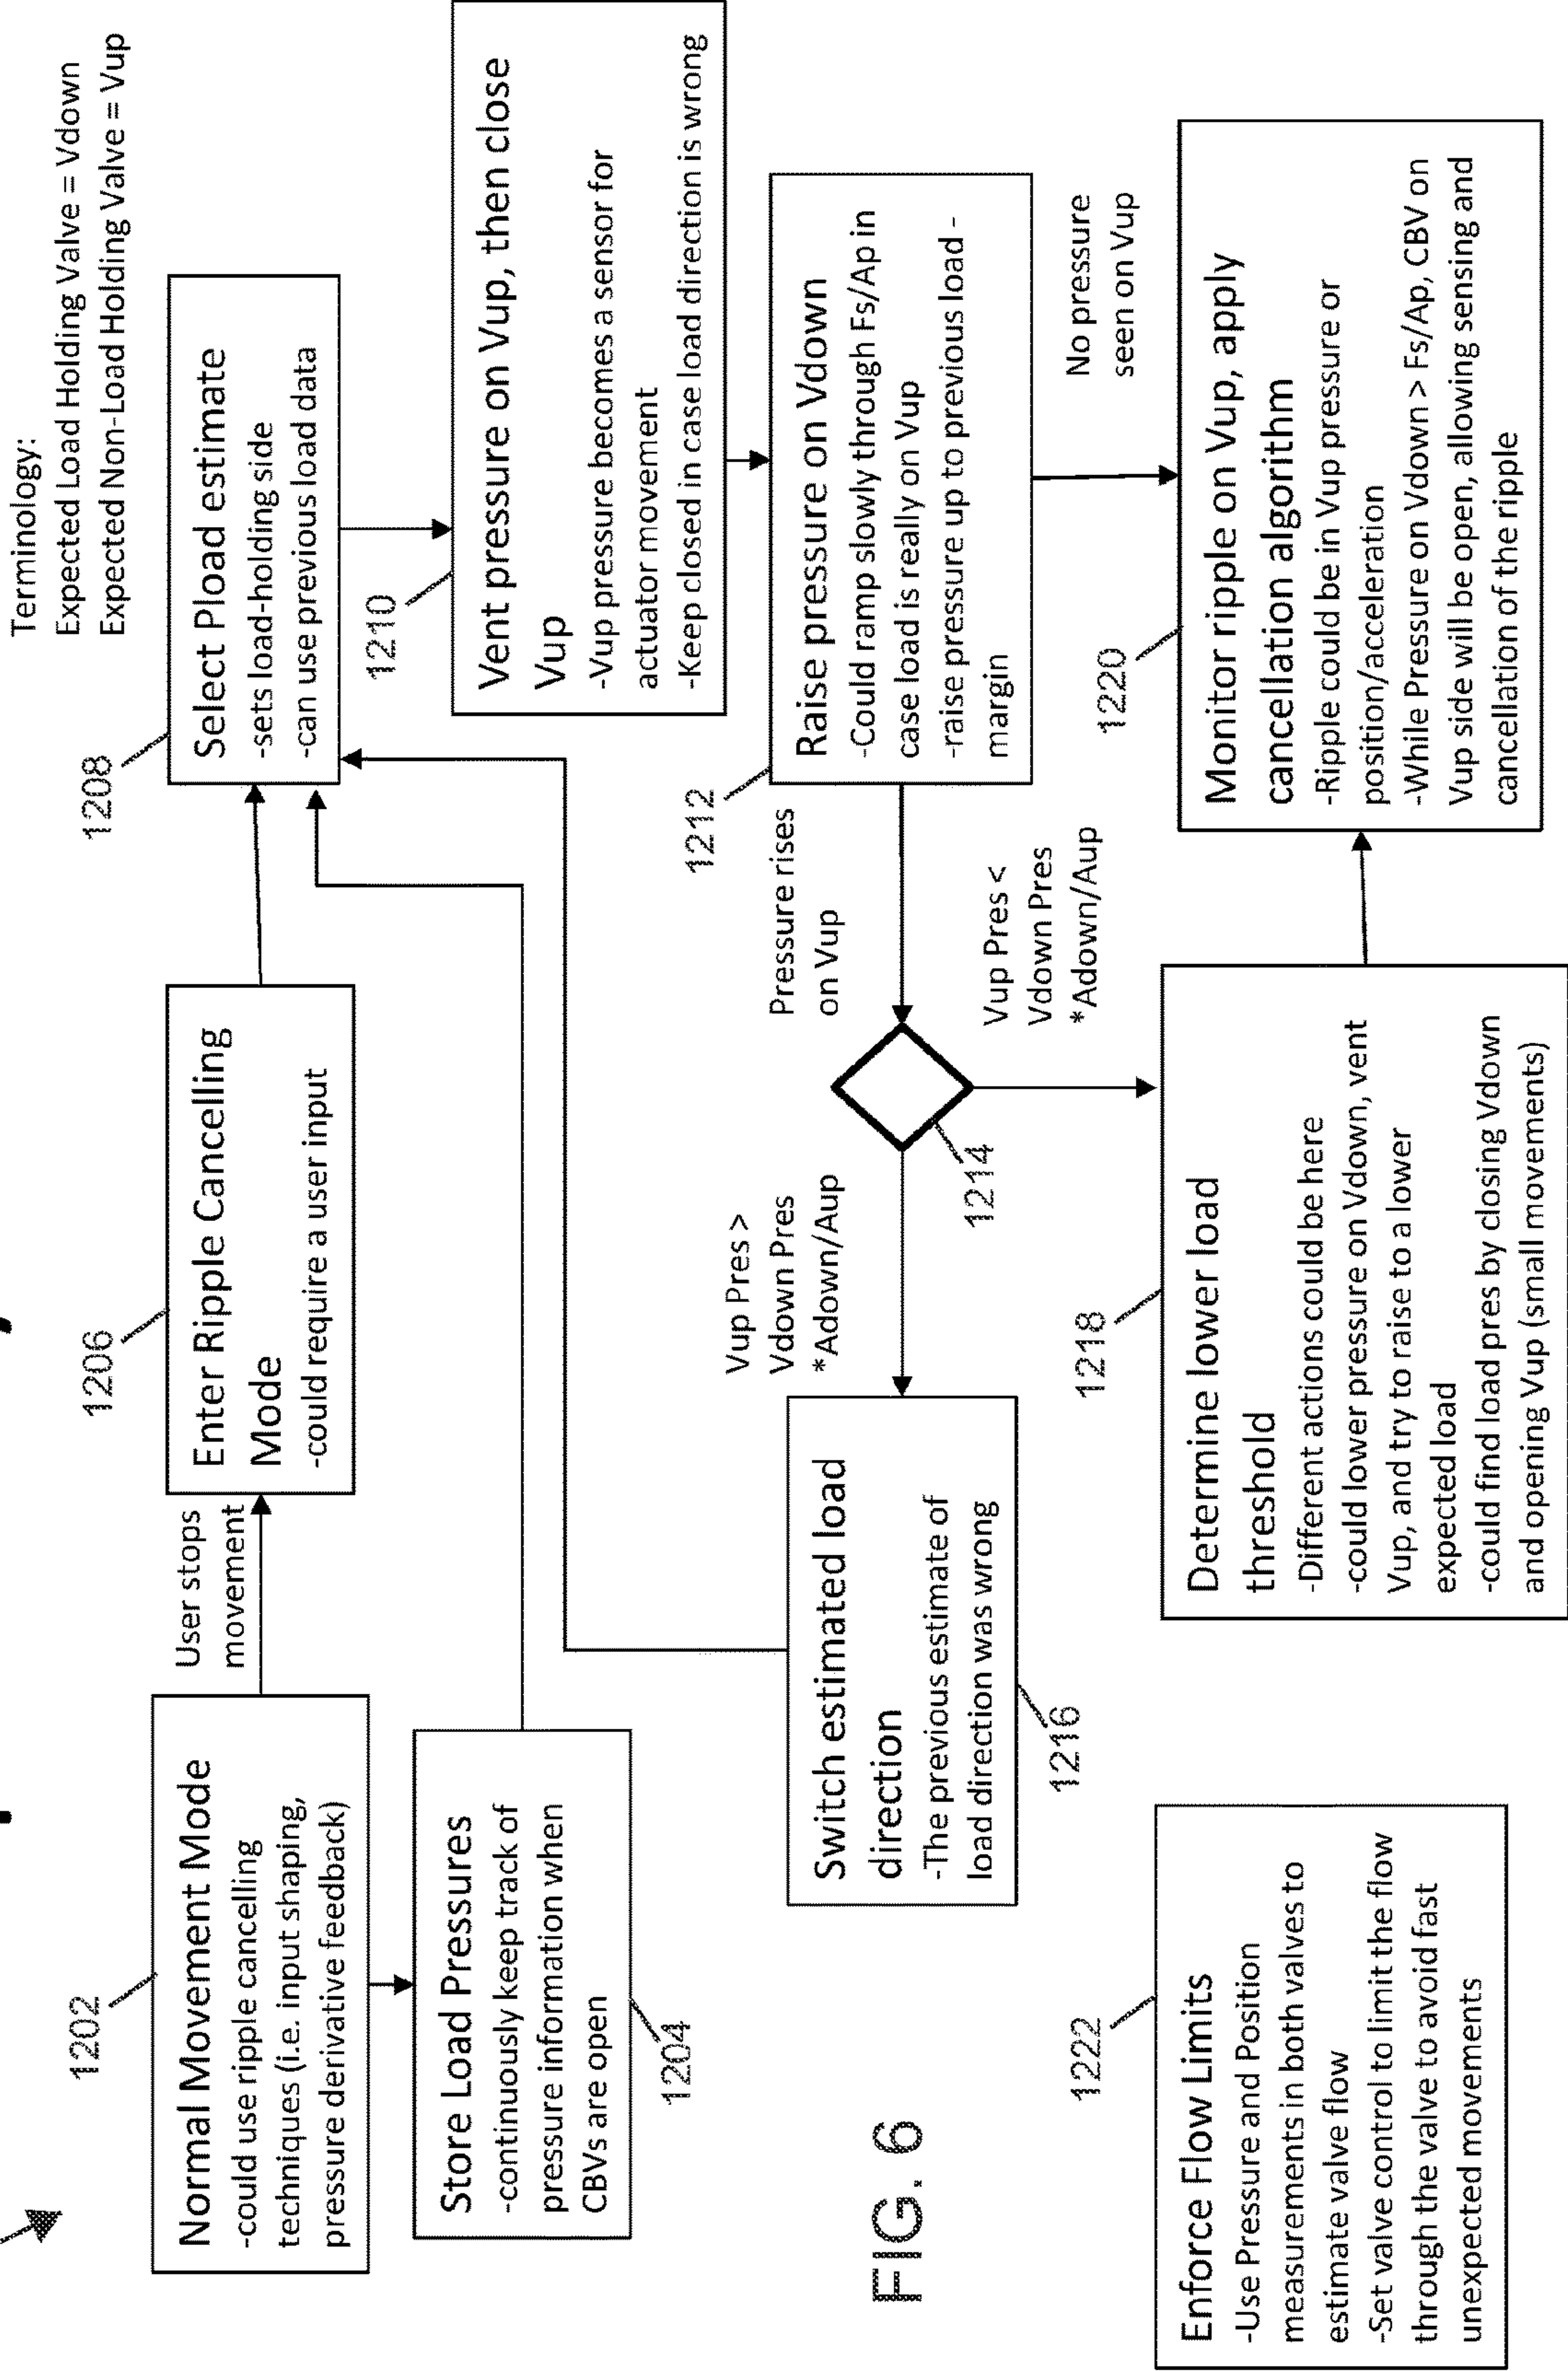 Terminology:
Expected Load Holding Valve = Vdown
Expected Non-Load Holding Valve = Vup
1202
Normal Movement Mode
-could use ripple cancelling
techniques (i.e. input shaping,
pressure derivative feedback)
User stops
movement
1206
Enter Ripple Cancelling
Mode
-could require a user input
1208
Select Pload estimate
-sets load-holding side
-can use previous load data
Store Load Pressures
-continuously keep track of
pressure information when
CBVs are open
1204
1210
Vent pressure on Vup, then close
Vup
-Vup pressure becomes a sensor for
actuator movement
-Keep closed in case load direction is wrong
1212
Raise pressure on Vdown
-Could ramp slowly through Fs/Ap in
case load is really on Vup
-raise pressure up to previous load -
margin
Pressure rises
on Vup
1214
Vup Pres >
Vdown Pres
*Adown/Aup
Switch estimated load
direction
-The previous estimate of
load direction was wrong
1216
Vup Pres <
Vdown Pres
*Adown/Aup
No pressure
seen on Vup
1218
Determine lower load
threshold
-Different actions could be here
-could lower pressure on Vdown, vent
Vup, and try to raise to a lower
expected load
-could find load pres by closing Vdown
and opening Vup (small movements)
1220
Monitor ripple on Vup, apply
cancellation algorithm
-Ripple could be in Vup pressure or
position/acceleration
-While Pressure on Vdown > Fs/Ap, CBV on
Vup side will be open, allowing sensing and
cancellation of the ripple
1222
Enforce Flow Limits
-Use Pressure and Position
measurements in both valves to
estimate valve flow
-Set valve control to limit the flow
through the valve to avoid fast
unexpected movements
FIG. 6